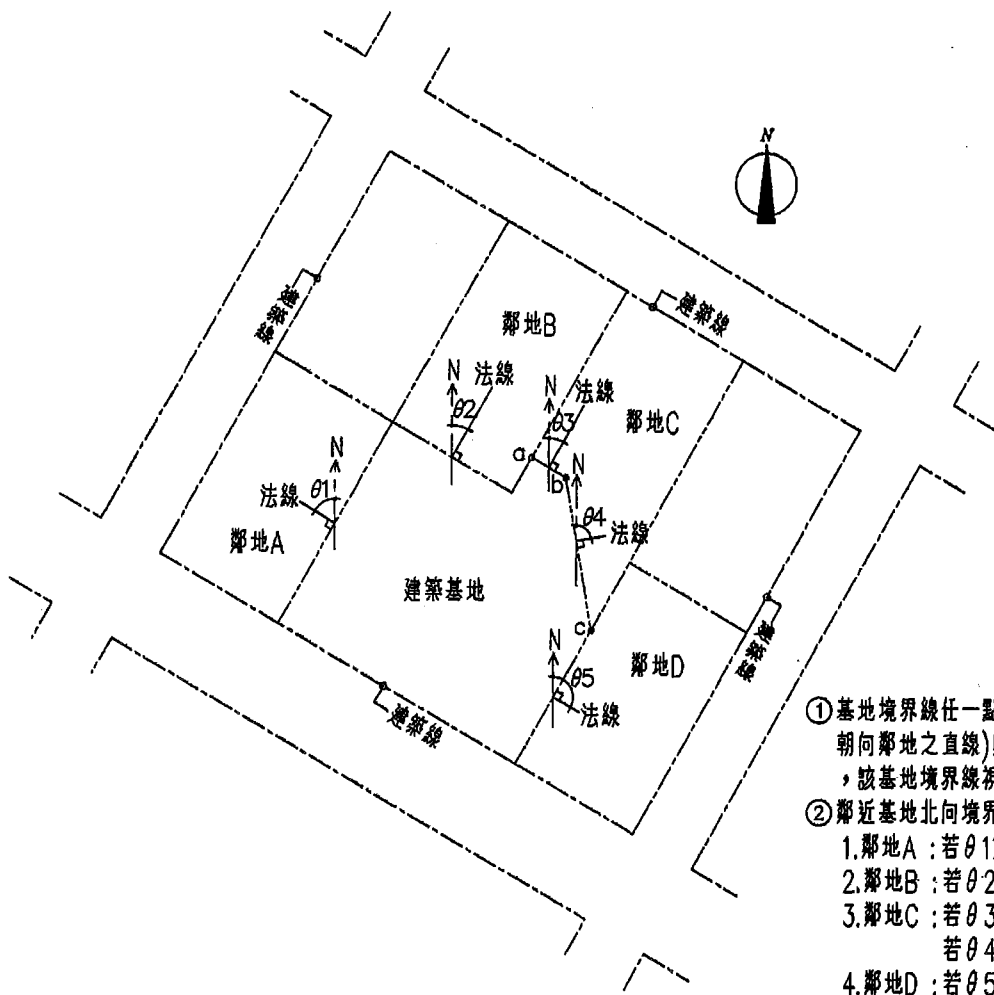 N
建築線
建築線
鄰地B
N
法線
θ2
N
法線
θ3
鄰地C
a
b
N
θ4
法線
N
法線
θ1
鄰地A
建築基地
c
N
θ5
法線
鄰地D
建築線
建築線
①基地境界線任一點
朝向鄰地之直線)
，該基地境界線視
②鄰近基地北向境界
1.鄰地A：若θ1
2.鄰地B：若θ2
3.鄰地C：若θ3
若θ4
4.鄰地D：若θ5